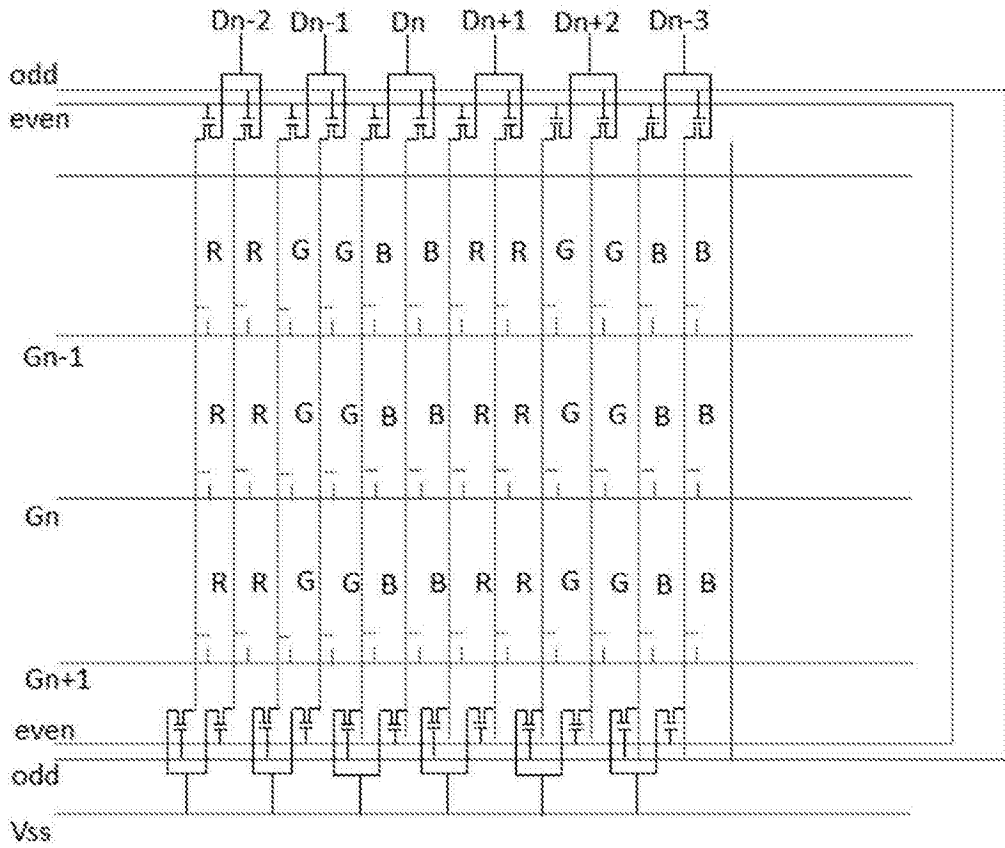 Dn-2 Dn-1 Dn Dn+1 Dn+2 Dn-3
odd
even
R R G G B B R R G G B B
Gn-1
R R G G B B R R G G B B
Gn
R R G G B B R R G G B B
Gn+1
even
odd
Vss